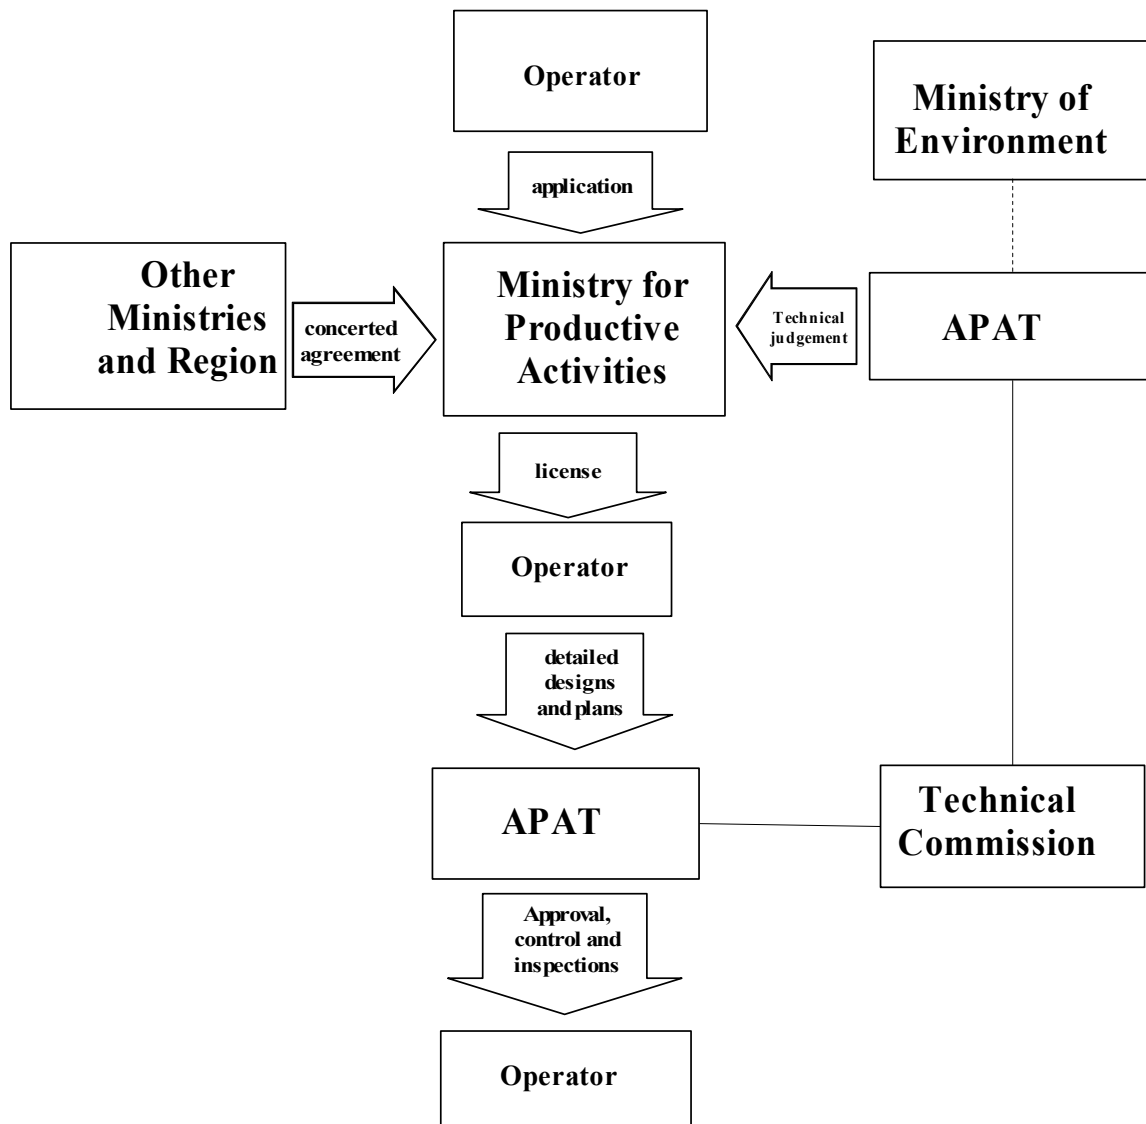 Operator
Ministry of
Environment
application
Other
Ministries
and Region
concerted
agreement
Ministry for
Productive
Activities
Technical
judgement
APAT
license
Operator
detailed
designs
and plans
APAT
Technical
Commission
Approval,
control and
inspections
Operator